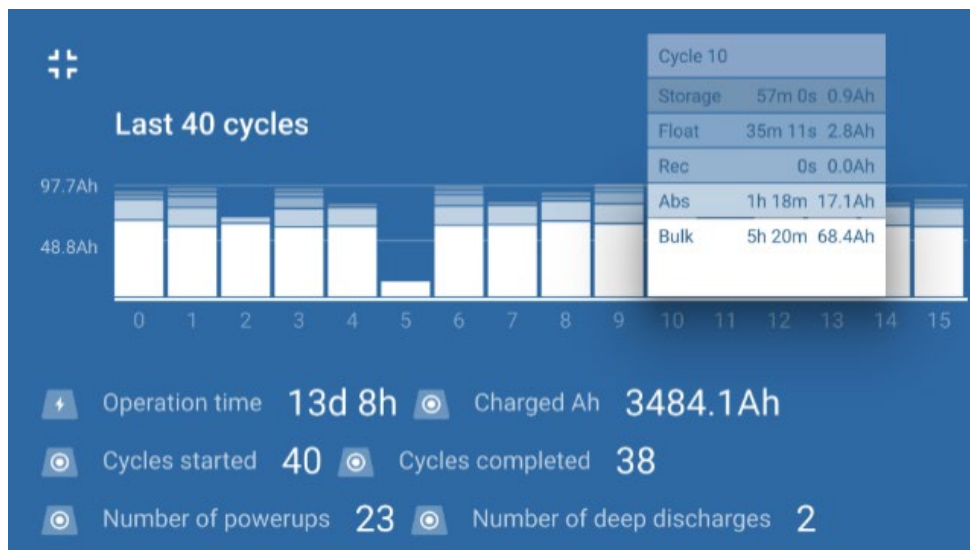 Cycle 10
Storage 57m 0s 0.9Ah
Last 40 cycles
Float 35m 11s 2.8Ah
Rec 0s 0.0Ah
97.7Ah
Abs 1h 18m 17.1Ah
Bulk 5h 20m 68.4Ah
48.8Ah
0 1 2 3 4 5 6 7 8 9 10 11 12 13 14 15
Operation time 13d 8h Charged Ah 3484.1Ah
Cycles started 40 Cycles completed 38
Number of powerups 23 Number of deep discharges 2